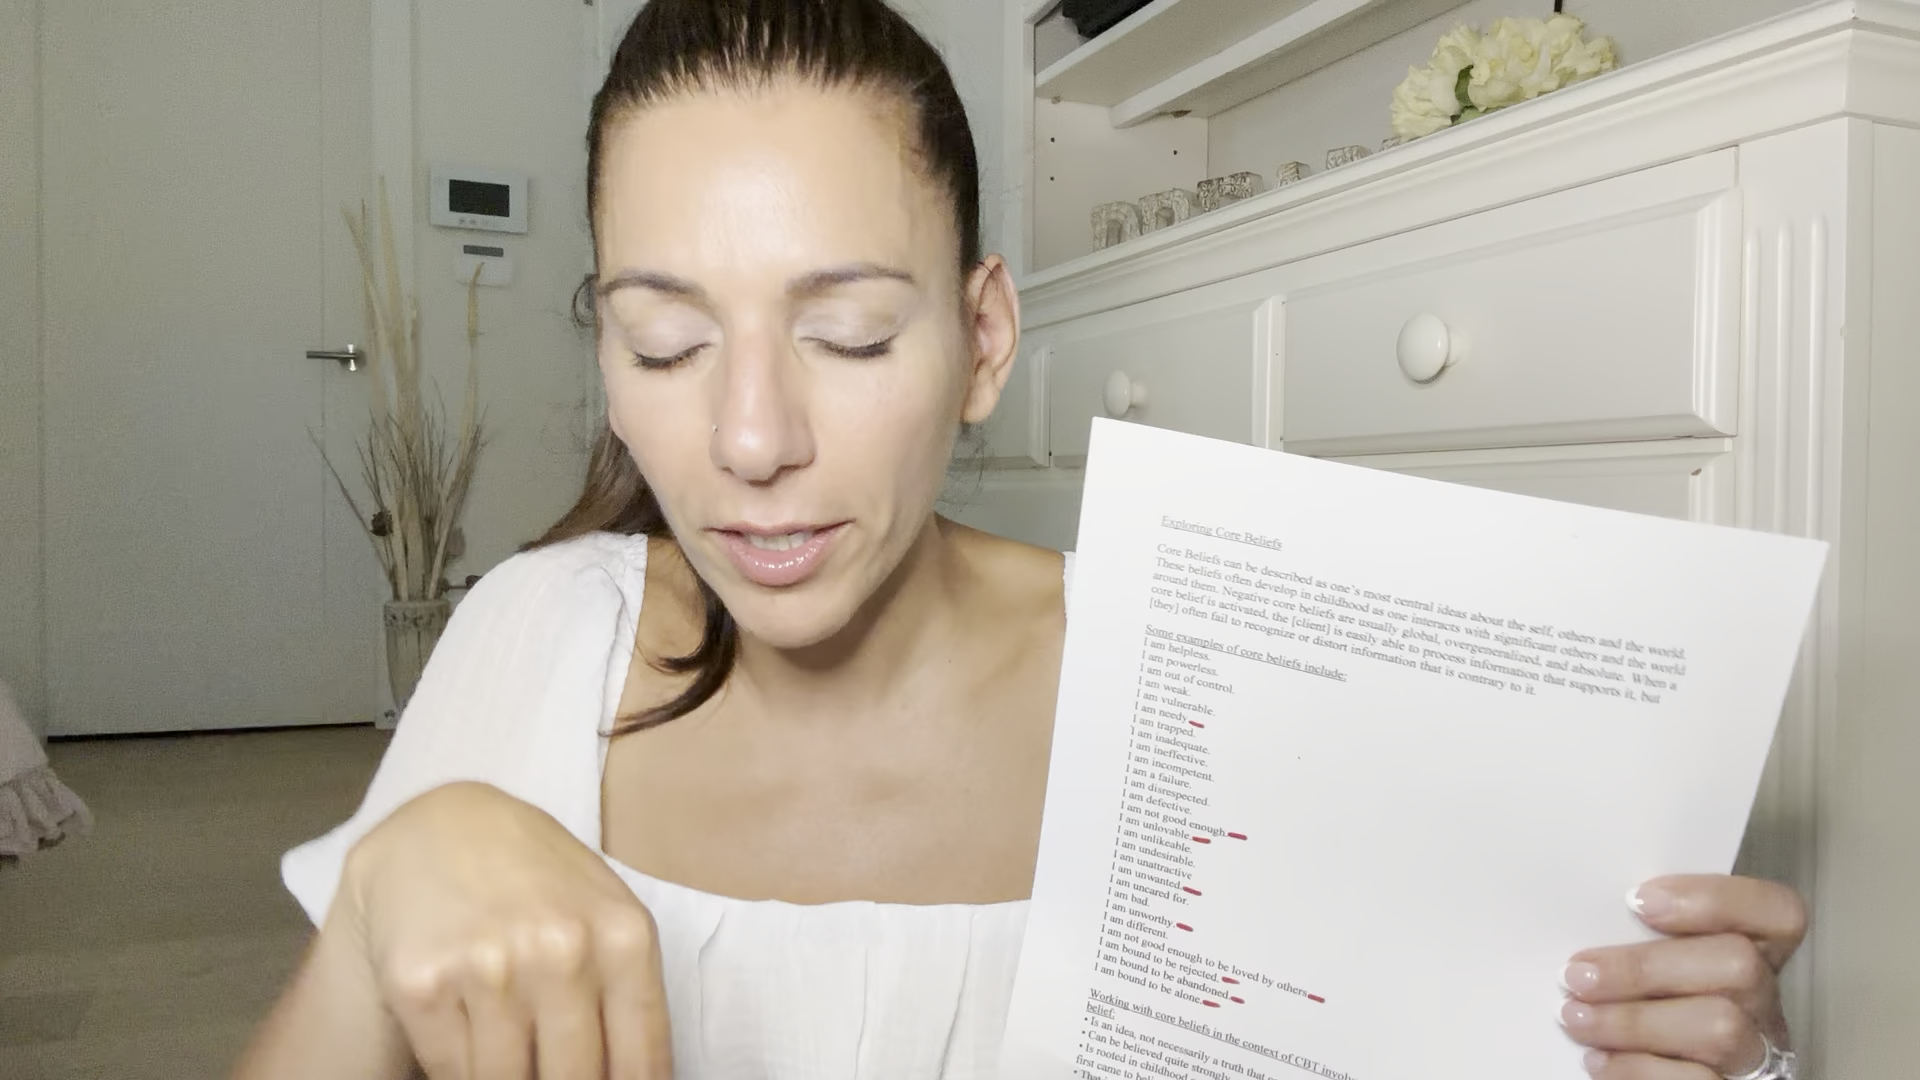 Exploring Core Beliefs
Core Beliefs can be described as one's most central ideas about the self, others and the world.
These beliefs often develop in childhood as one interacts with significant others and the world
around them. Negative core beliefs are usually global, overgeneralized, and absolute. When a
core belief is activated, the [client] is easily able to process information that supports it, but
[they] often fail to recognize or distort information that is contrary to it.
Some examples of core beliefs include:
I am helpless.
I am powerless.
I am out of control.
I am weak.
I am vulnerable.
I am needy.
I am trapped.
I am inadequate.
I am ineffective.
I am incompetent.
I am a failure.
I am disrespected.
I am defective.
I am not good enough.
I am unlovable.
I am unlikeable.
I am undesirable.
I am unattractive
I am unwanted.
I am uncared for.
I am bad.
I am unworthy.
I am different.
I am not good enough to be loved by others.
I am bound to be rejected.
I am bound to be abandoned.
I am bound to be alone.
Working with core beliefs in the context of CBT
belief:
• Is an idea, not necessarily a truth that
• Can be believed quite strongly
• Is rooted in childhood
first came to